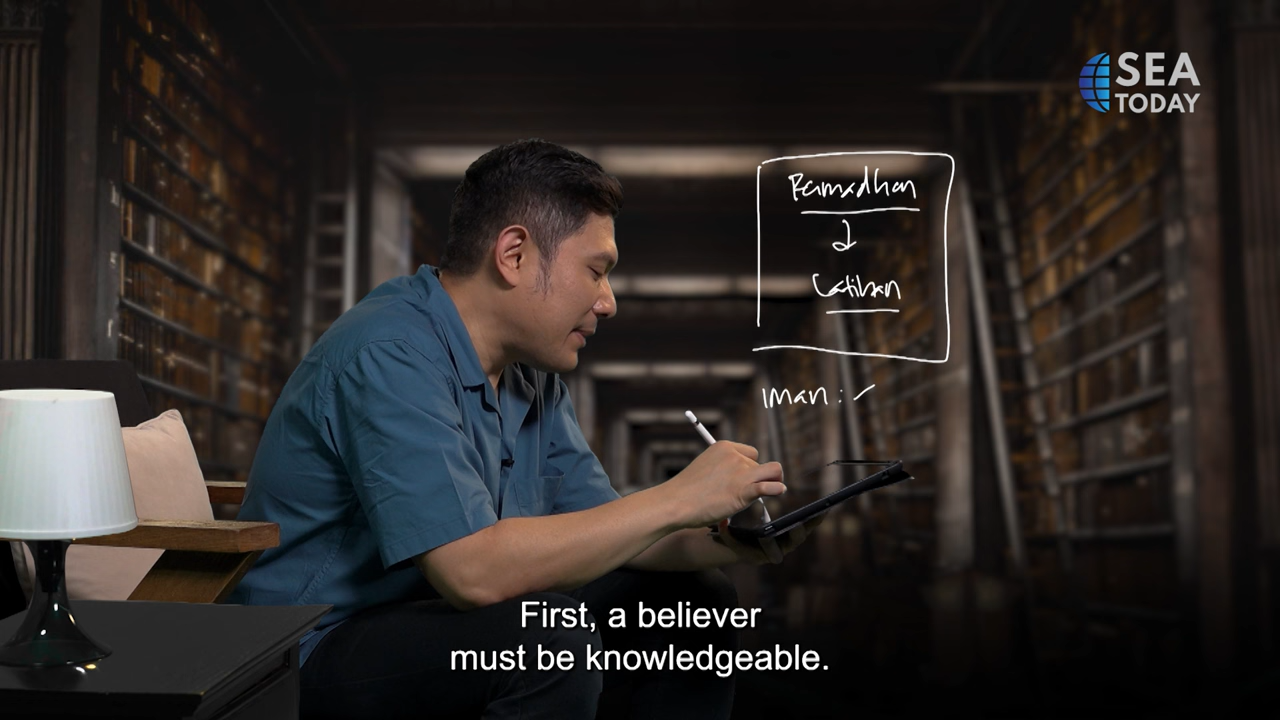 SEA
TODAY
Ramadhan
Latihan
Iman : ✓
First, a believer
must be knowledgeable.